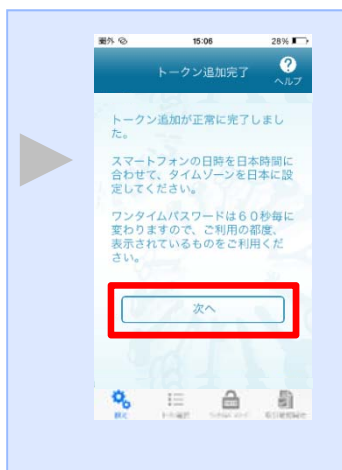 圏外 15:06 28%
トークン追加完了
?
ヘルプ
トークン追加が正常に完了しまし
た。
スマートフォンの日時を日本時間に
合わせて、タイムゾーンを日本に設
定してください。
ワンタイムパスワードは６０秒毎に
変わりますので、ご利用の都度、
表示されているものをご利用くだ
さい。
次へ